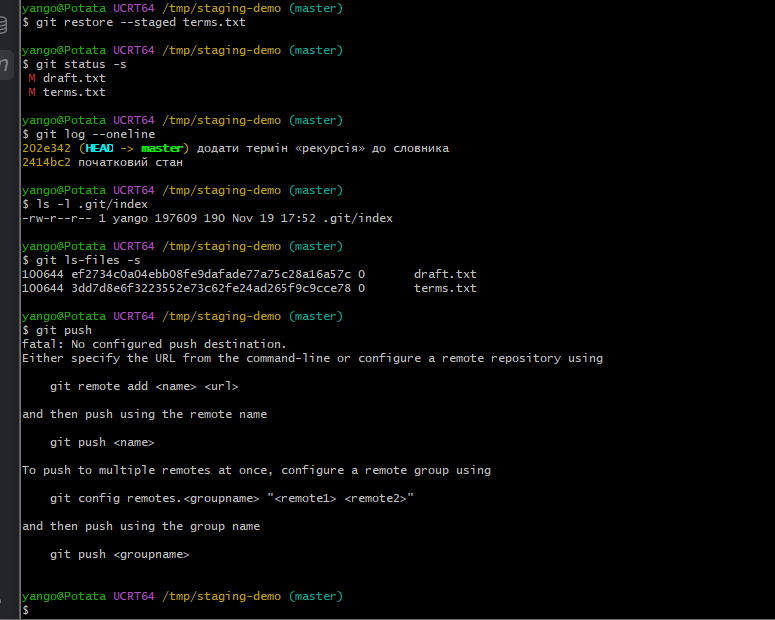 yango@Potata UCRT64 /tmp/staging-demo (master)
$ git restore --staged terms.txt

yango@Potata UCRT64 /tmp/staging-demo (master)
$ git status -s
 M draft.txt
 M terms.txt

yango@Potata UCRT64 /tmp/staging-demo (master)
$ git log --oneline
202e342 (HEAD -> master) додати термін «рекурсія» до словника
2414bc2 початковий стан

yango@Potata UCRT64 /tmp/staging-demo (master)
$ ls -l .git/index
-rw-r--r-- 1 yango 197609 190 Nov 19 17:52 .git/index

yango@Potata UCRT64 /tmp/staging-demo (master)
$ git ls-files -s
100644 ef2734c0a04ebb08fe9dafade77a75c28a16a57c 0       draft.txt
100644 3dd7d8e6f3223552e73c62fe24ad265f9c9cce78 0       terms.txt

yango@Potata UCRT64 /tmp/staging-demo (master)
$ git push
fatal: No configured push destination.
Either specify the URL from the command-line or configure a remote repository using

    git remote add <name> <url>

and then push using the remote name

    git push <name>

To push to multiple remotes at once, configure a remote group using

    git config remotes.<groupname> "<remote1> <remote2>"

and then push using the group name

    git push <groupname>


yango@Potata UCRT64 /tmp/staging-demo (master)
$